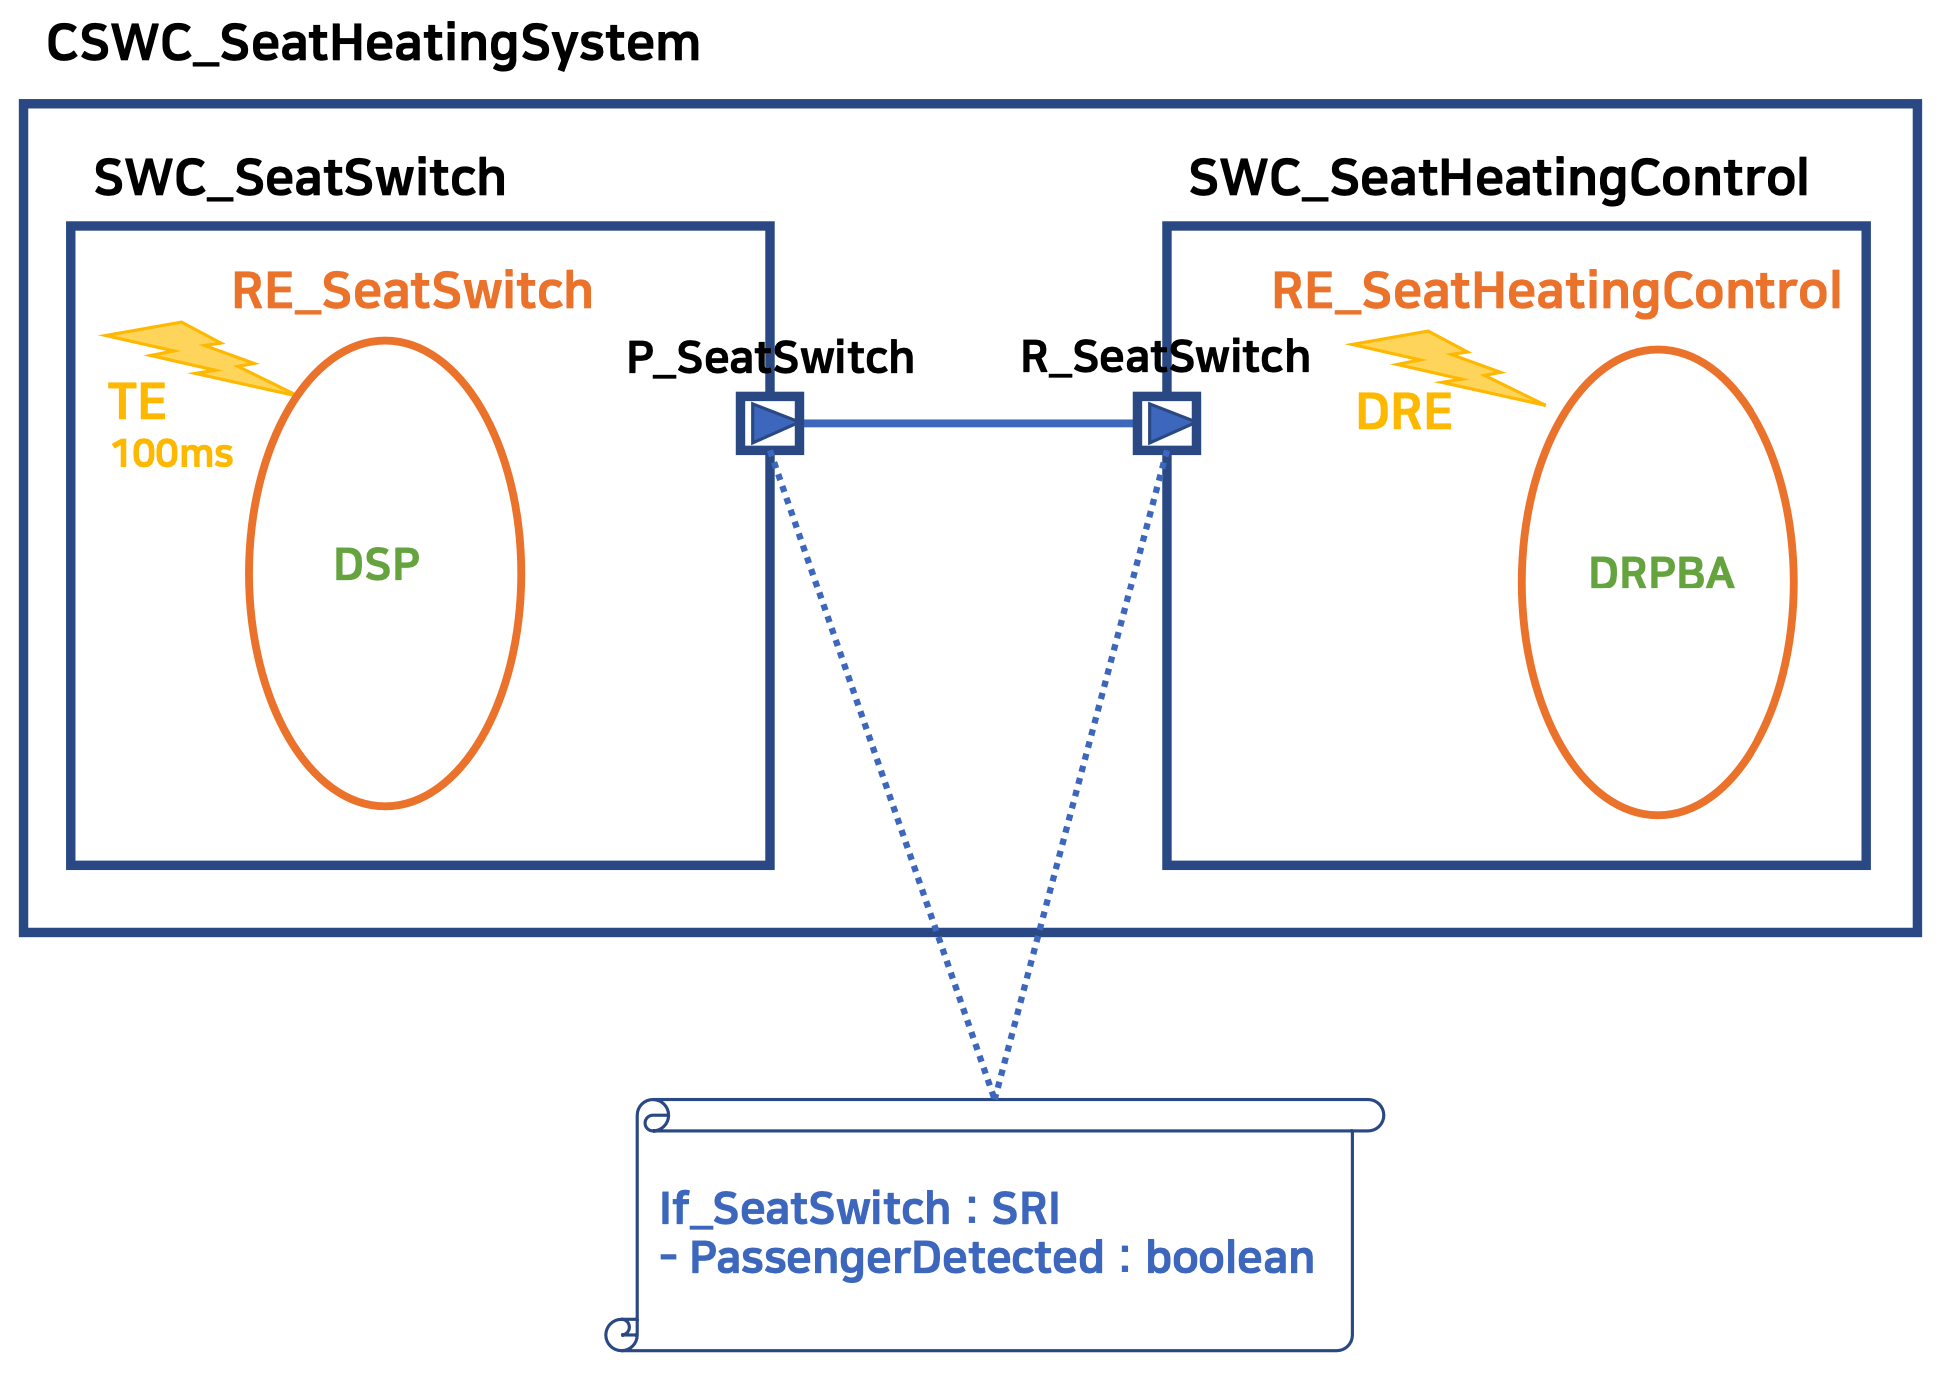 CSWC_SeatHeatingSystem
SWC_SeatSwitch
SWC_SeatHeatingControl
RE_SeatSwitch
RE_SeatHeatingControl
P_SeatSwitch
R_SeatSwitch
TE
100ms
DRE
DSP
DRPBA
If_SeatSwitch : SRI
- PassengerDetected : boolean